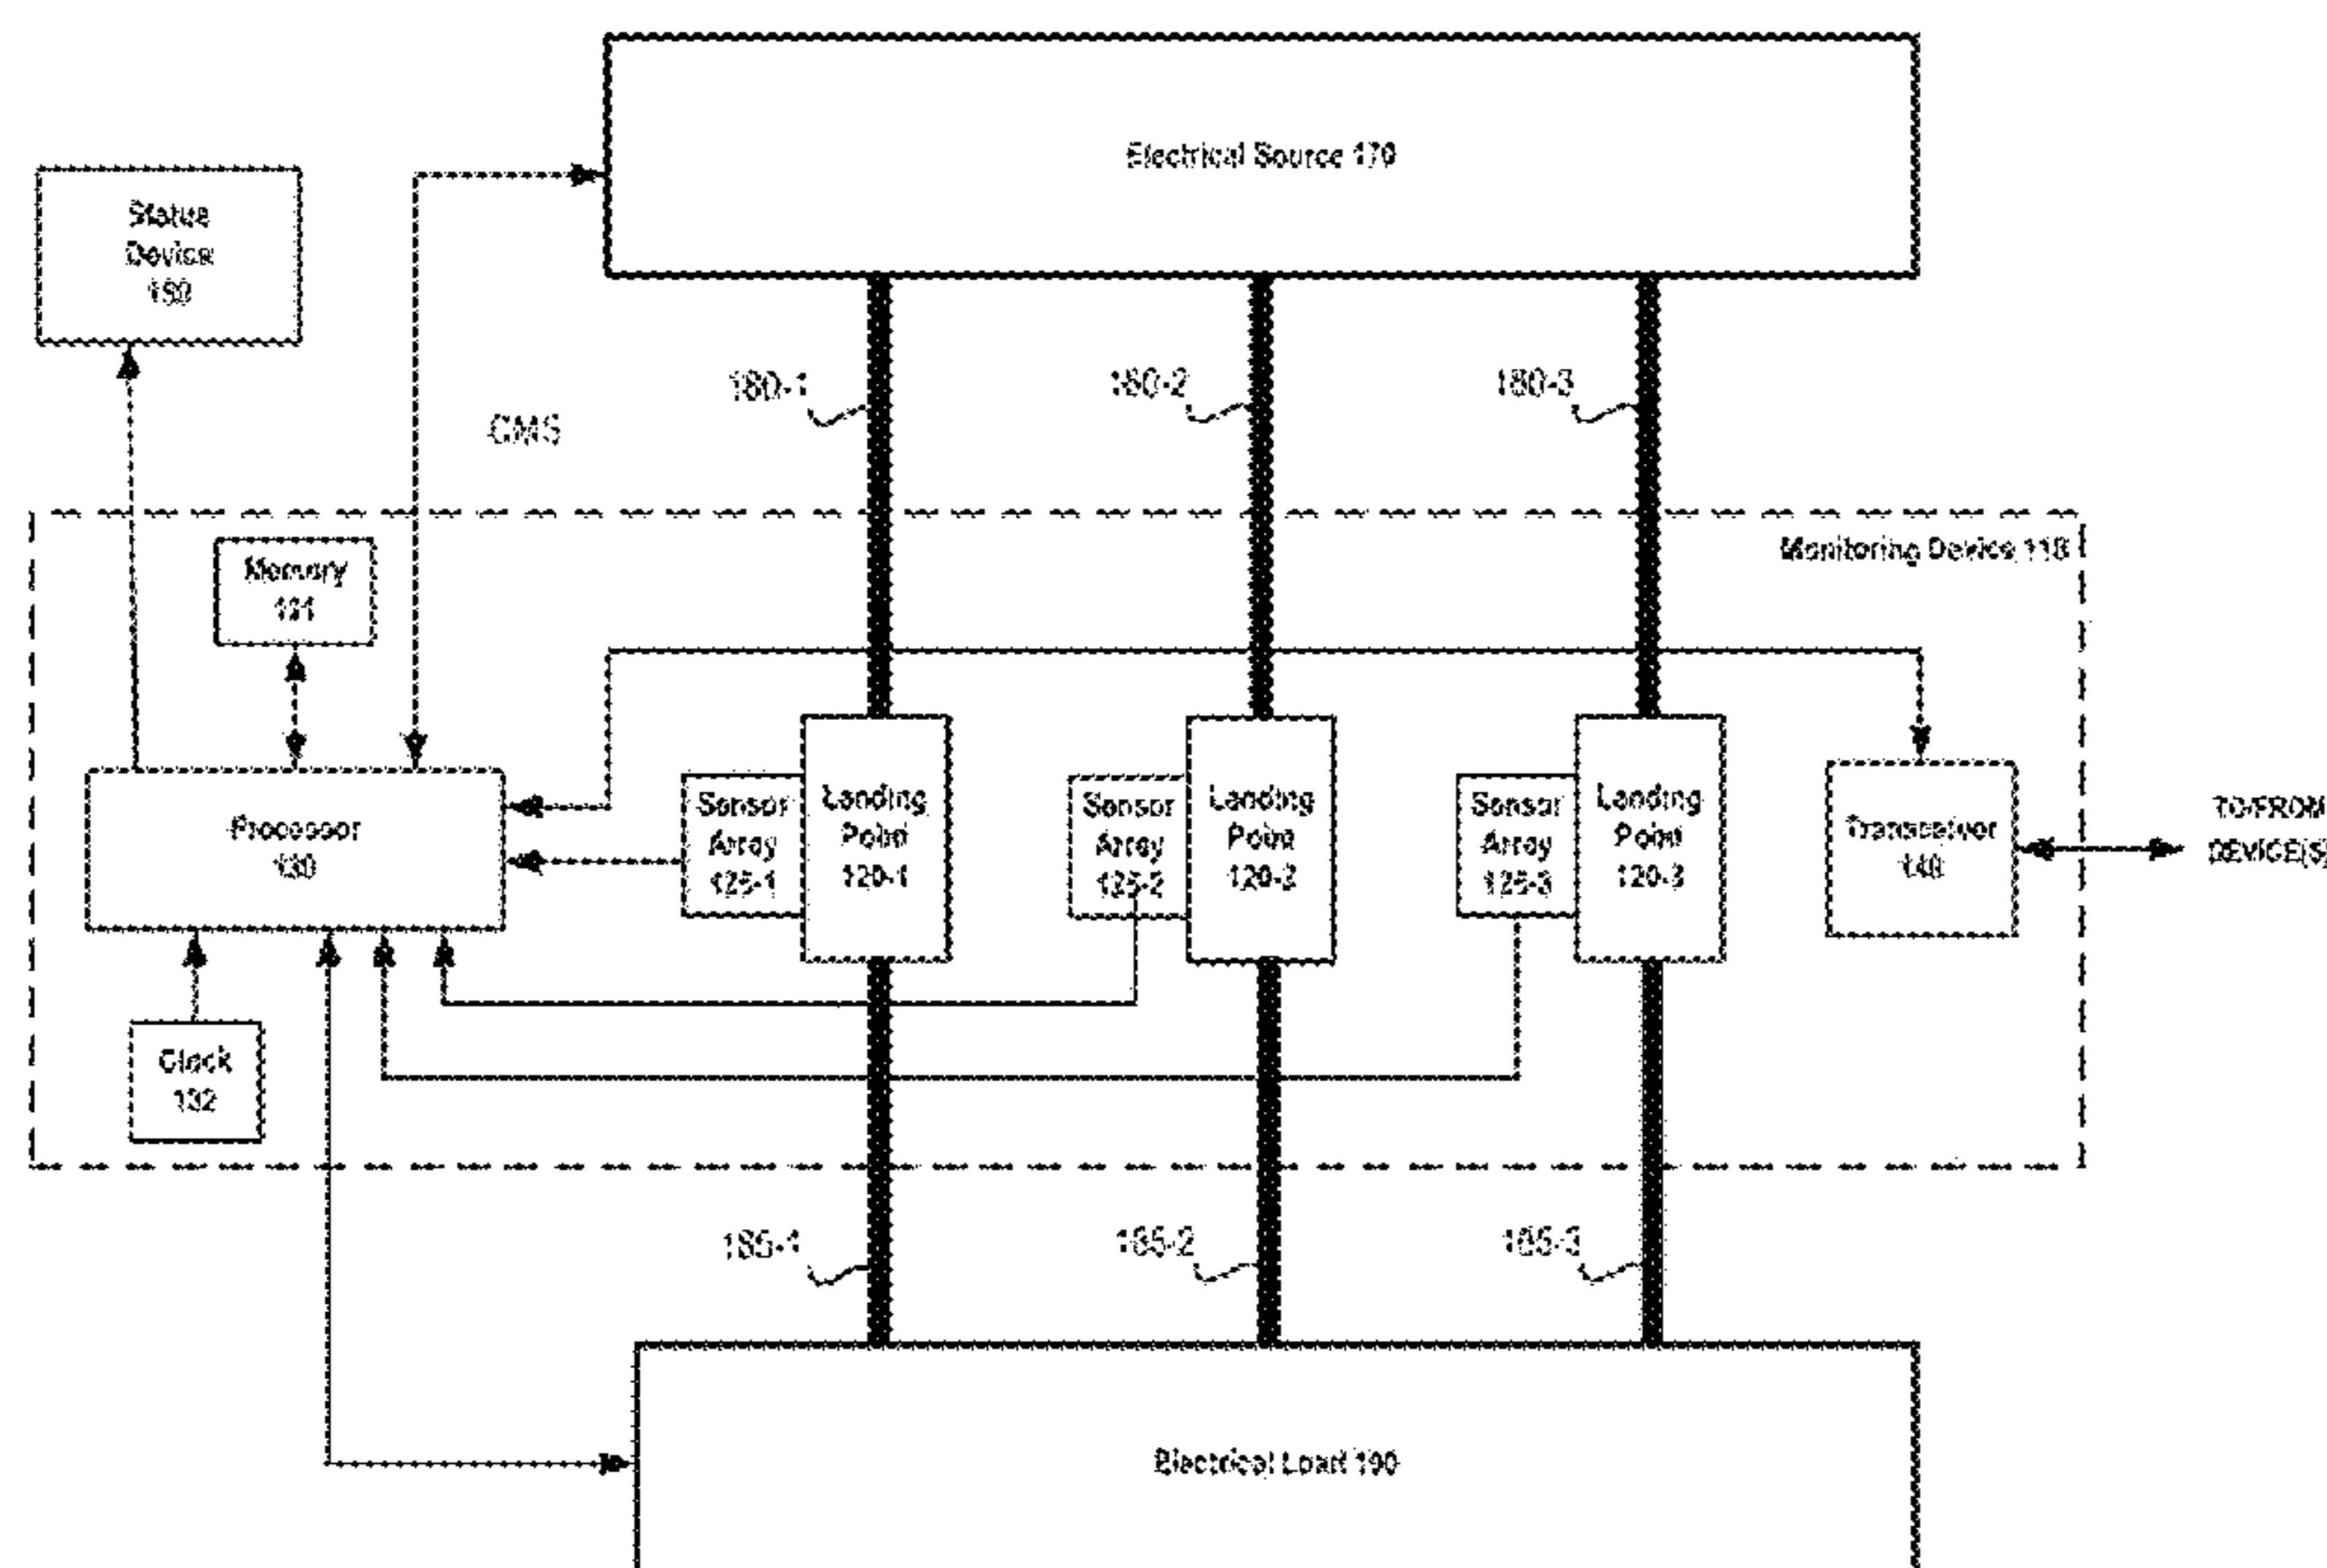 Electrical Source 170
Status
Device
180-1
180-2
180-3
CMS
Monitoring Device 110
Memory
131
Processor
130
Sensor
Array
125-1
Landing
Point
120-1
Sensor
Array
125-2
Landing
Point
120-2
Sensor
Array
125-3
Landing
Point
120-3
Transceiver
140
TO/FROM
DEVICE(S)
Clock
132
185-1
185-2
185-3
Electrical Load 190